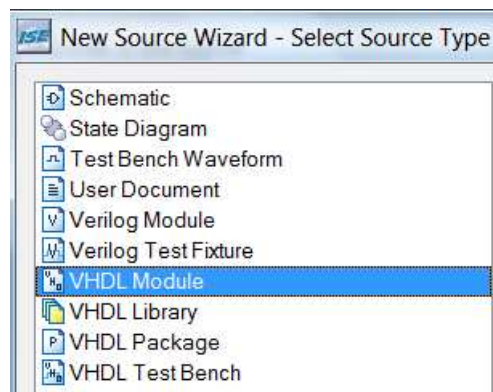 ISE New Source Wizard - Select Source Type
Schematic
State Diagram
Test Bench Waveform
User Document
V Verilog Module
Verilog Test Fixture
VHDL Module
VHDL Library
P VHDL Package
VHDL Test Bench